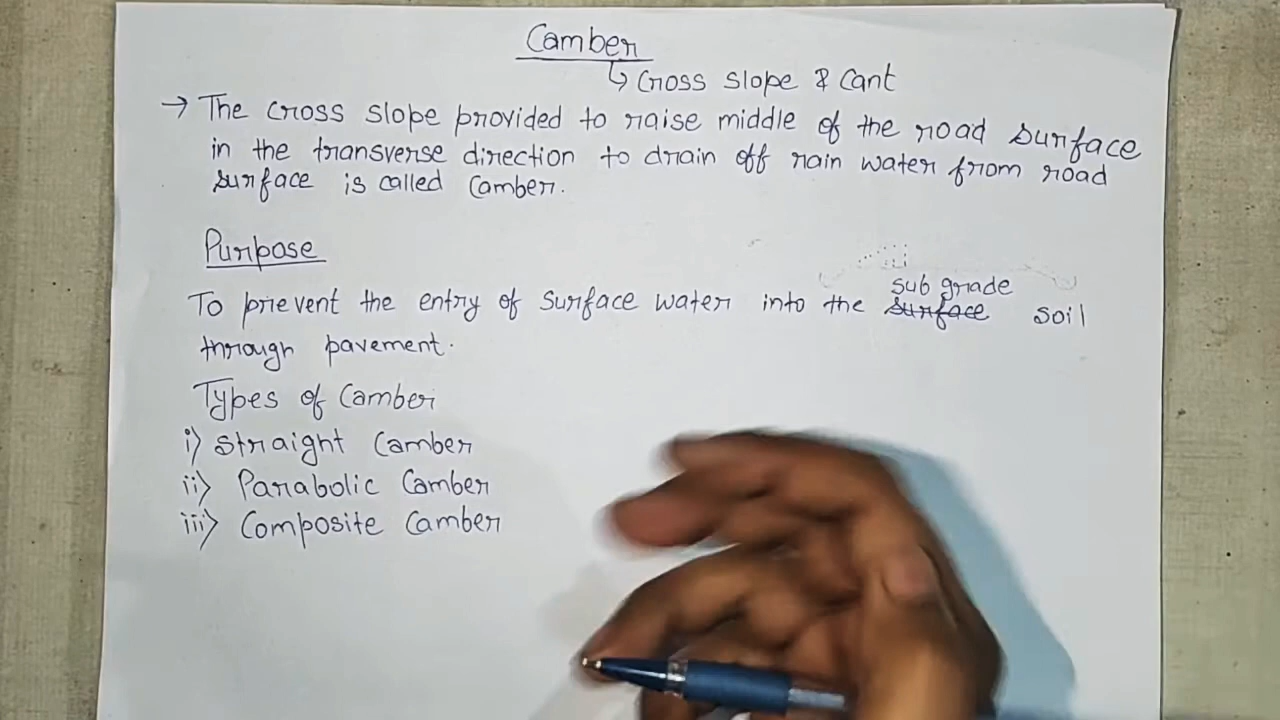 Camber
↳ Cross slope & Cant
→ The cross slope provided to raise middle of the road surface
in the transverse direction to drain off rain water from road
surface is called Camber.
Purpose
sub grade
To prevent the entry of surface water into the surface soil
through pavement.
Types of Camber
i) Straight Camber
ii) Parabolic Camber
iii) Composite Camber